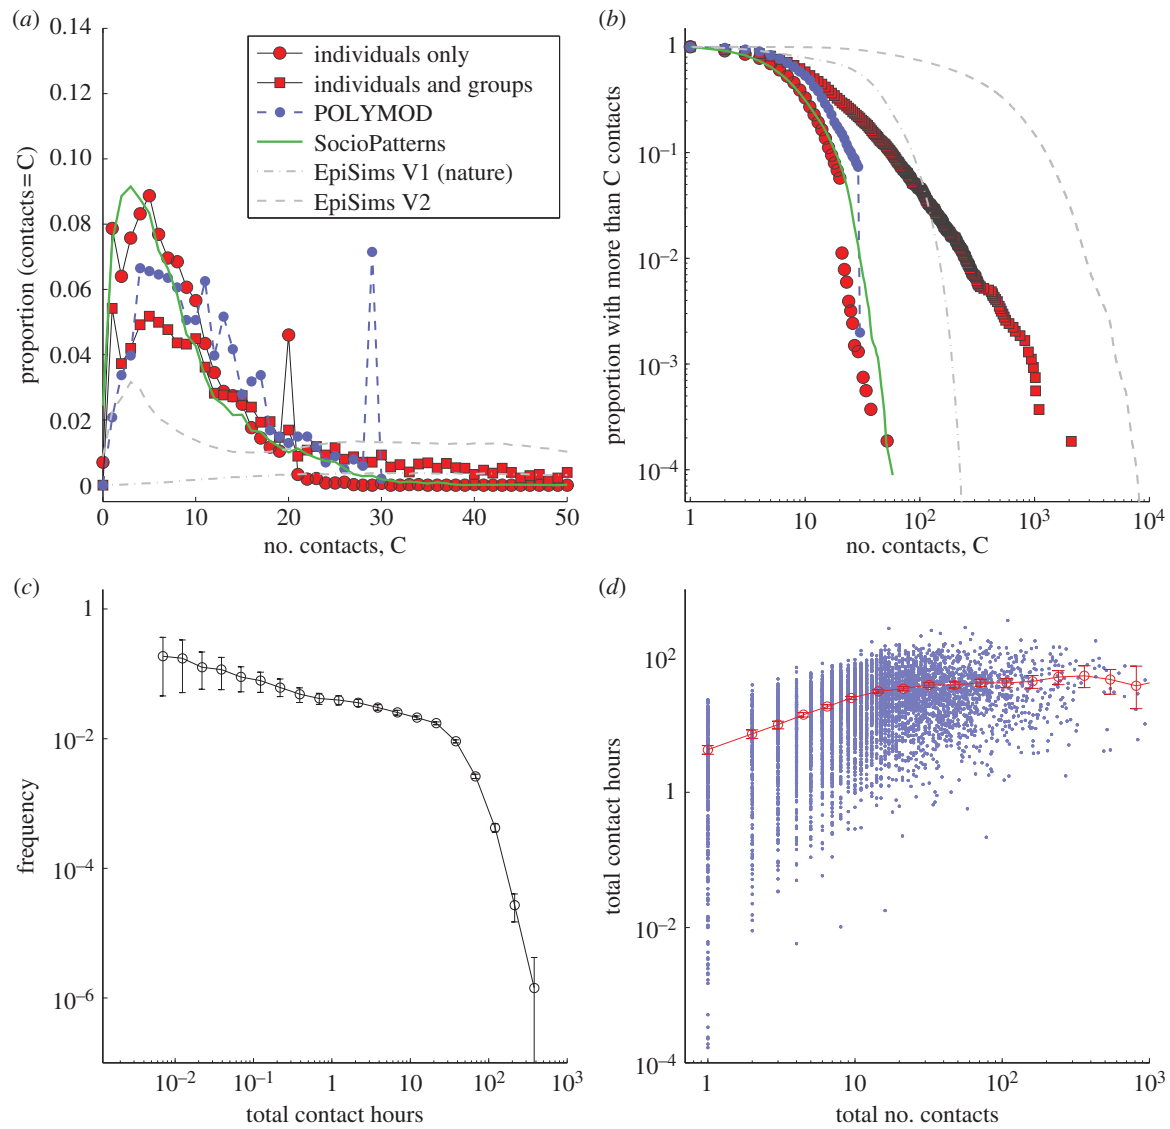 (a)
0.14
0.12
0.10
0.08
0.06
0.04
0.02
0
proportion (contacts = C)
individuals only
individuals and groups
POLYMOD
SocioPatterns
EpiSims V1 (nature)
EpiSims V2
0 10 20 30 40 50
no. contacts, C
(b)
1
10⁻¹
10⁻²
10⁻³
10⁻⁴
proportion with more than C contacts
1 10 10² 10³ 10⁴
no. contacts, C
(c)
1
10⁻²
10⁻⁴
10⁻⁶
frequency
10⁻² 10⁻¹ 1 10 10² 10³
total contact hours
(d)
10²
1
10⁻²
10⁻⁴
total contact hours
1 10 10² 10³
total no. contacts